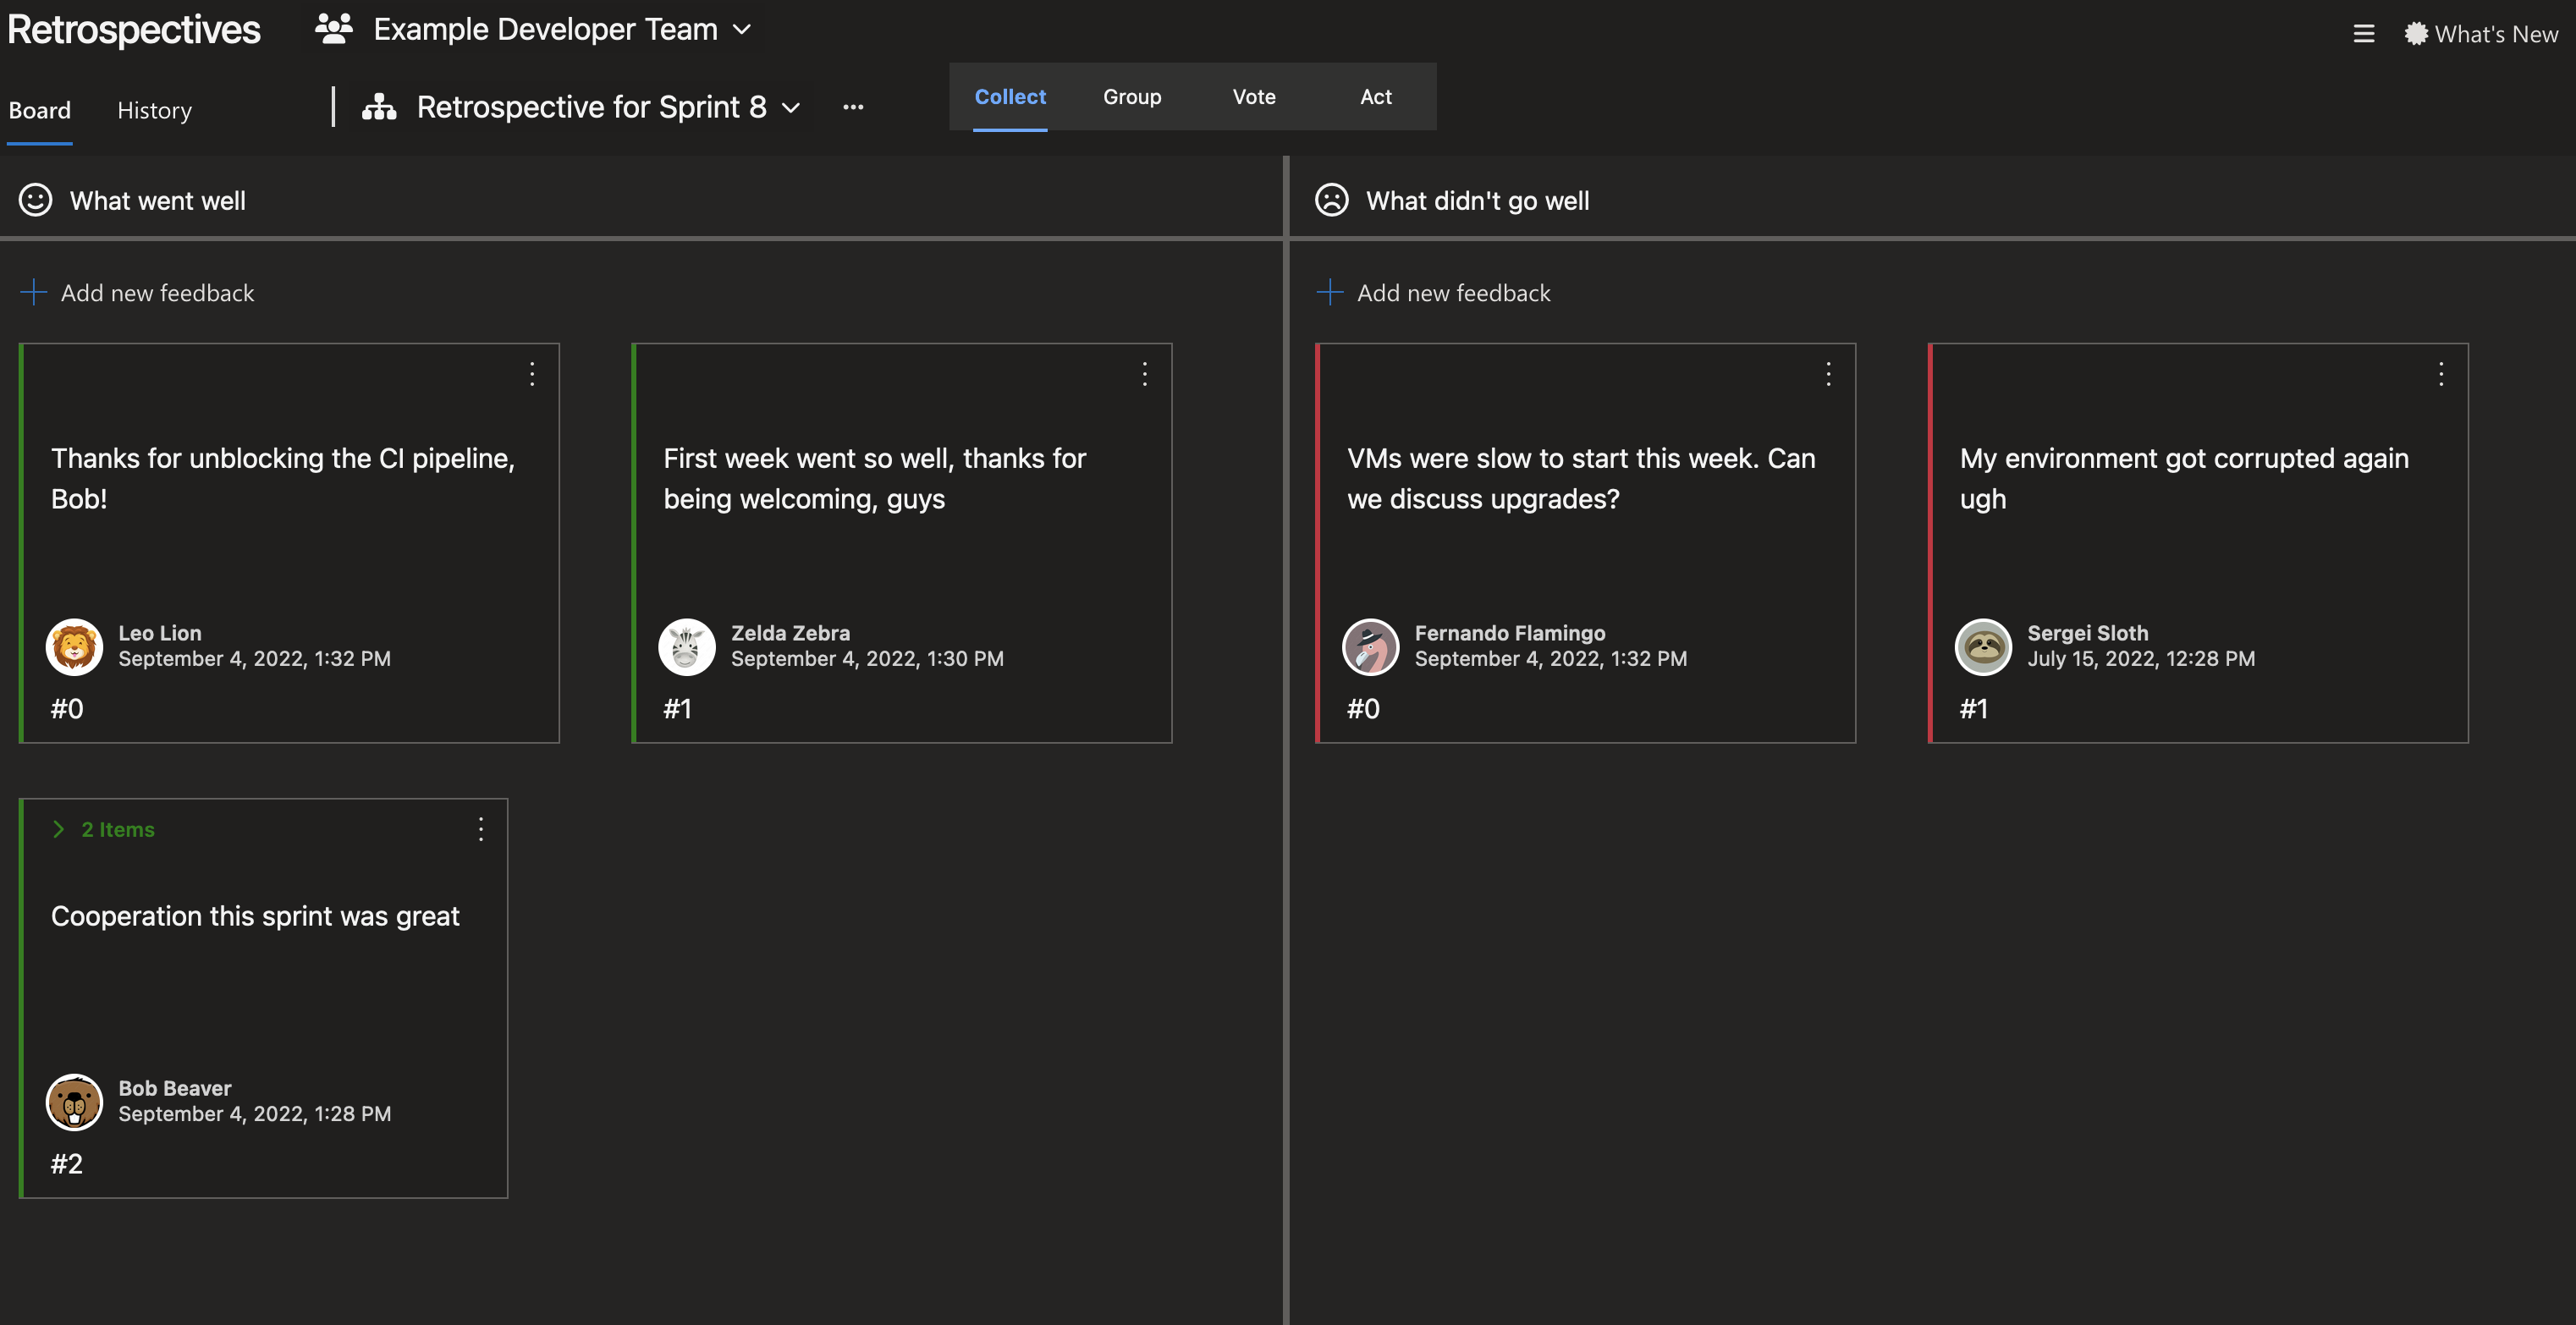 Retrospectives
Example Developer Team
What's New
Board
History
Retrospective for Sprint 8
Collect
Group
Vote
Act
What went well
What didn't go well
Add new feedback
Add new feedback
Thanks for unblocking the CI pipeline,
Bob!
Leo Lion
September 4, 2022, 1:32 PM
#0
First week went so well, thanks for
being welcoming, guys
Zelda Zebra
September 4, 2022, 1:30 PM
#1
VMs were slow to start this week. Can
we discuss upgrades?
Fernando Flamingo
September 4, 2022, 1:32 PM
#0
My environment got corrupted again
ugh
Sergei Sloth
July 15, 2022, 12:28 PM
#1
2 Items
Cooperation this sprint was great
Bob Beaver
September 4, 2022, 1:28 PM
#2